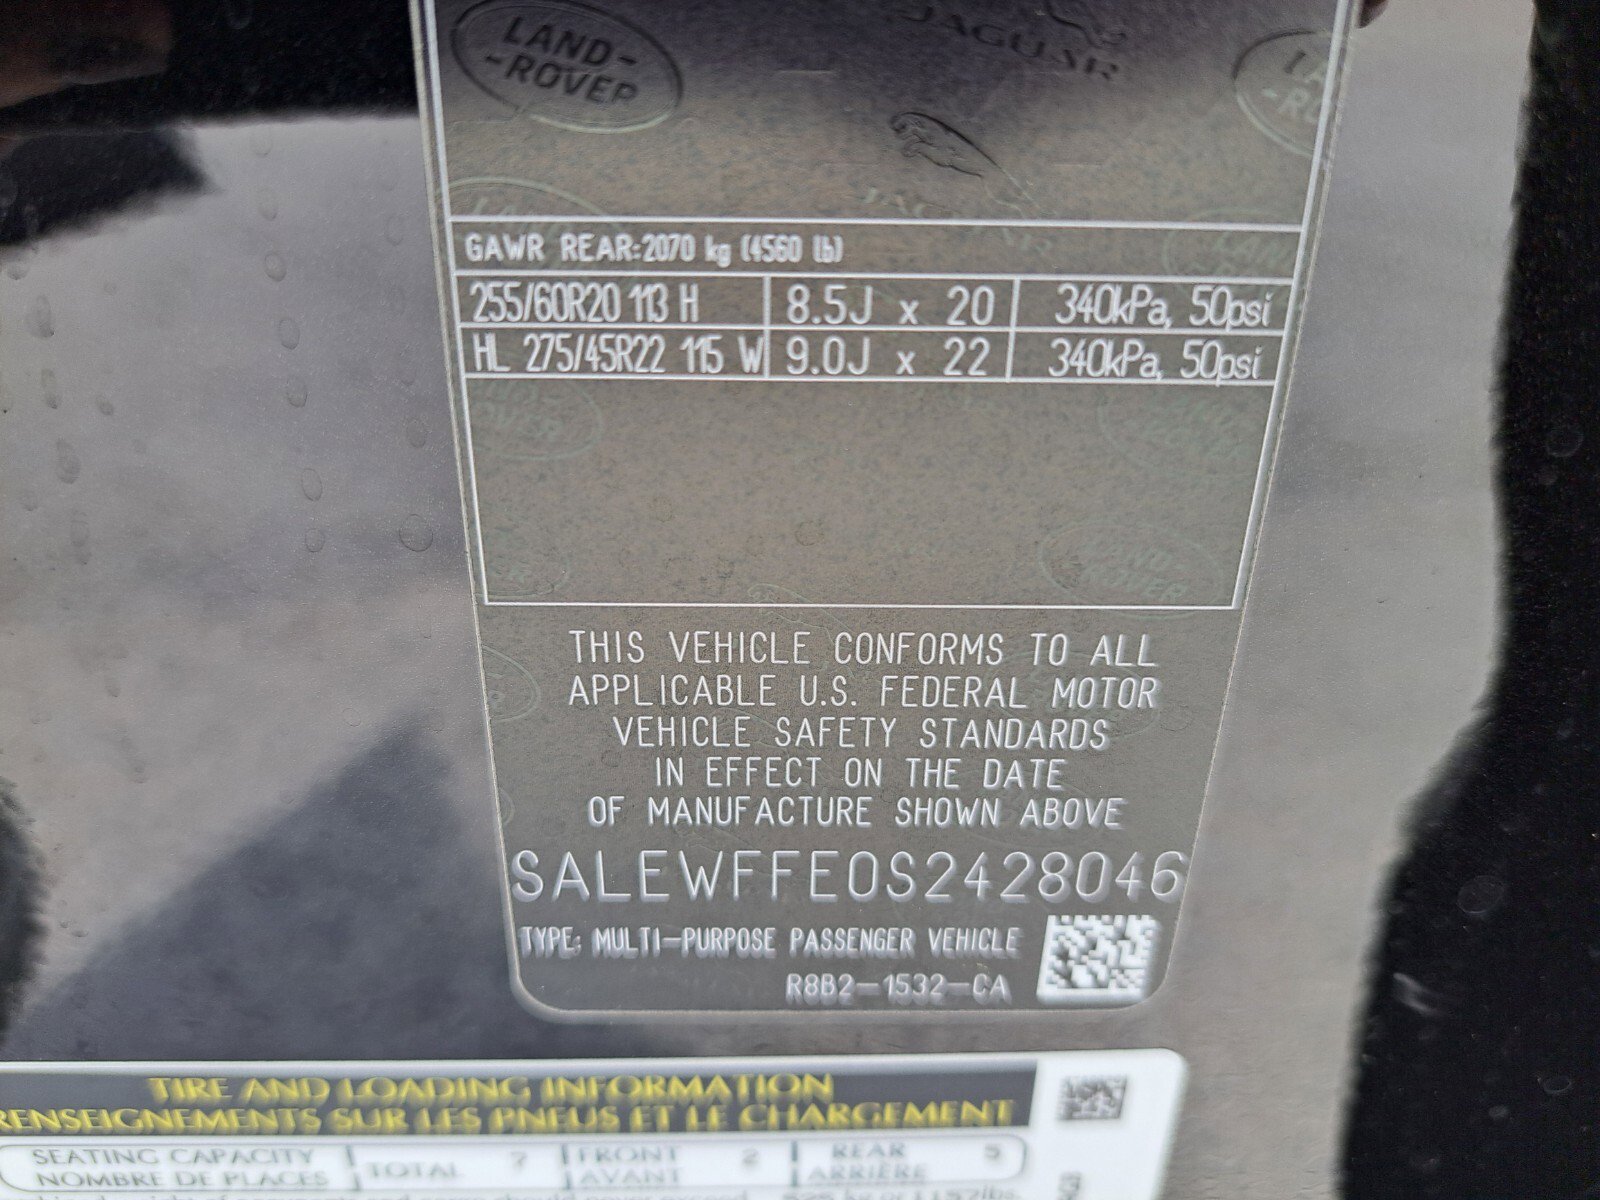 LAND-
-ROVER
JAGUAR
GAWR REAR:2070 kg (4560 lb)
255/60R20 113 H 8.5J x 20 340kPa, 50psi
HL 275/45R22 115 W 9.0J x 22 340kPa, 50psi
THIS VEHICLE CONFORMS TO ALL
APPLICABLE U.S. FEDERAL MOTOR
VEHICLE SAFETY STANDARDS
IN EFFECT ON THE DATE
OF MANUFACTURE SHOWN ABOVE
SALEWFFE0S2428046
TYPE: MULTI-PURPOSE PASSENGER VEHICLE
R8B2-1532-CA
TIRE AND LOADING INFORMATION
RENSEIGNEMENTS SUR LES PNEUS ET LE CHARGEMENT
SEATING CAPACITY TOTAL 7 FRONT 2 REAR 5
NOMBRE DE PLACES AVANT ARRIÈRE